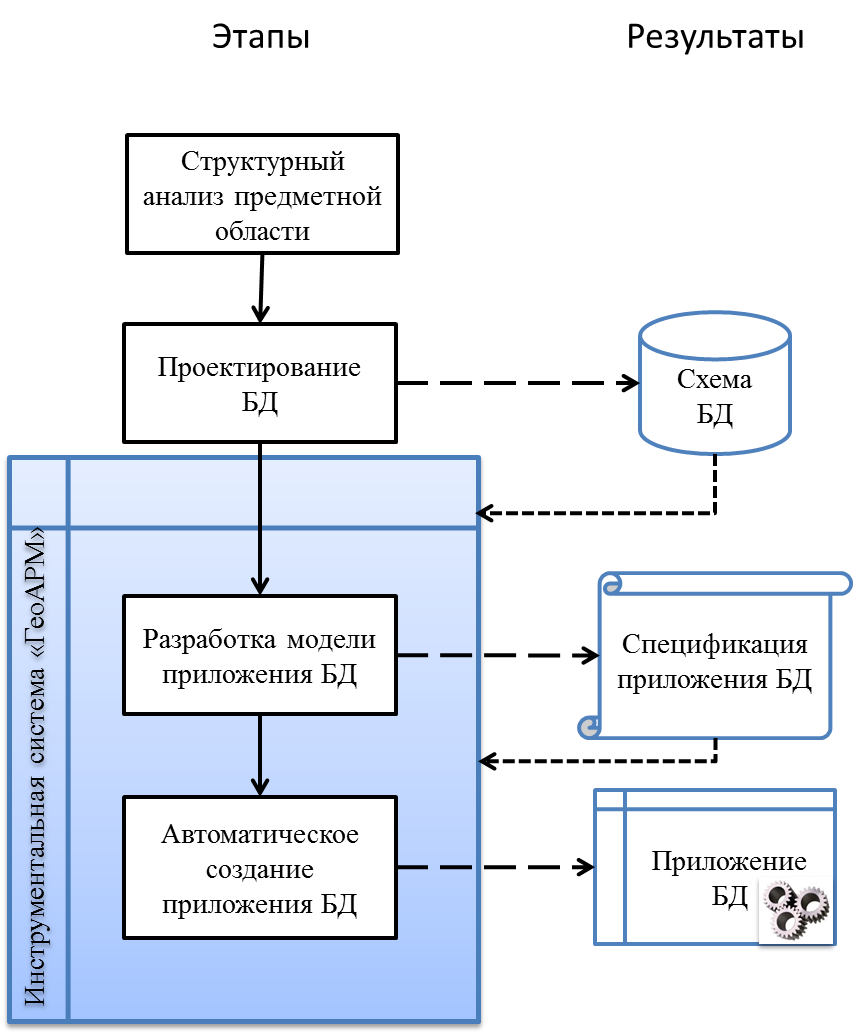 Этапы
Результаты
Структурный
анализ предметной
области
Проектирование
БД
Схема
БД
Инструментальная система «ГеоАРМ»
Разработка модели
приложения БД
Спецификация
приложения БД
Автоматическое
создание
приложения БД
Приложение
БД